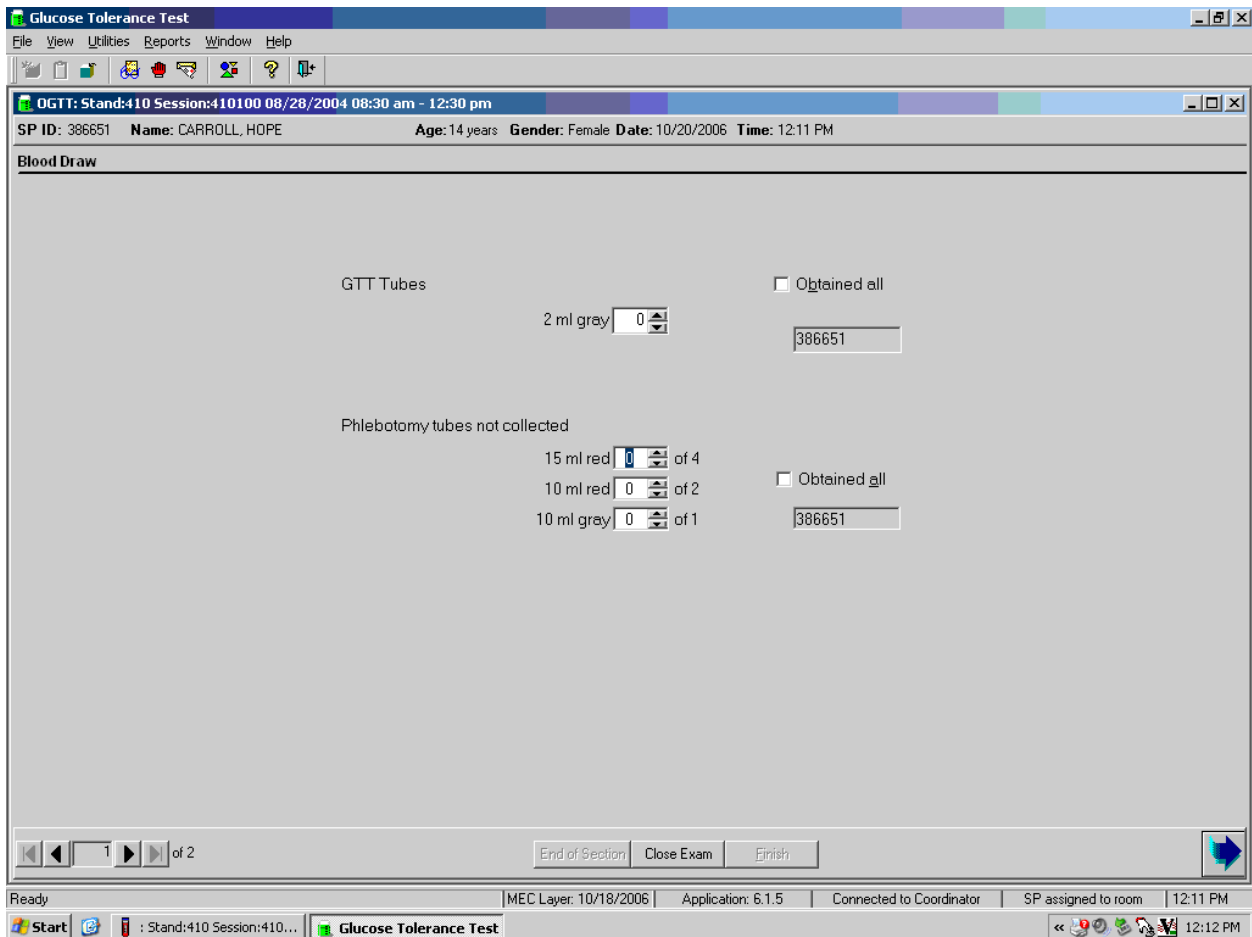 Glucose Tolerance Test
File View Utilities Reports Window Help
OGTT: Stand:410 Session:410100 08/28/2004 08:30 am - 12:30 pm
SP ID: 386651 Name: CARROLL, HOPE Age: 14 years Gender: Female Date: 10/20/2006 Time: 12:11 PM
Blood Draw
GTT Tubes Obtained all
2 ml gray 0
386651
Phlebotomy tubes not collected
15 ml red 0 of 4
10 ml red 0 of 2 Obtained all
10 ml gray 0 of 1 386651
1 of 2 End of Section Close Exam Finish
Ready MEC Layer: 10/18/2006 Application: 6.1.5 Connected to Coordinator SP assigned to room 12:11 PM
Start : Stand:410 Session:410... Glucose Tolerance Test « 12:12 PM